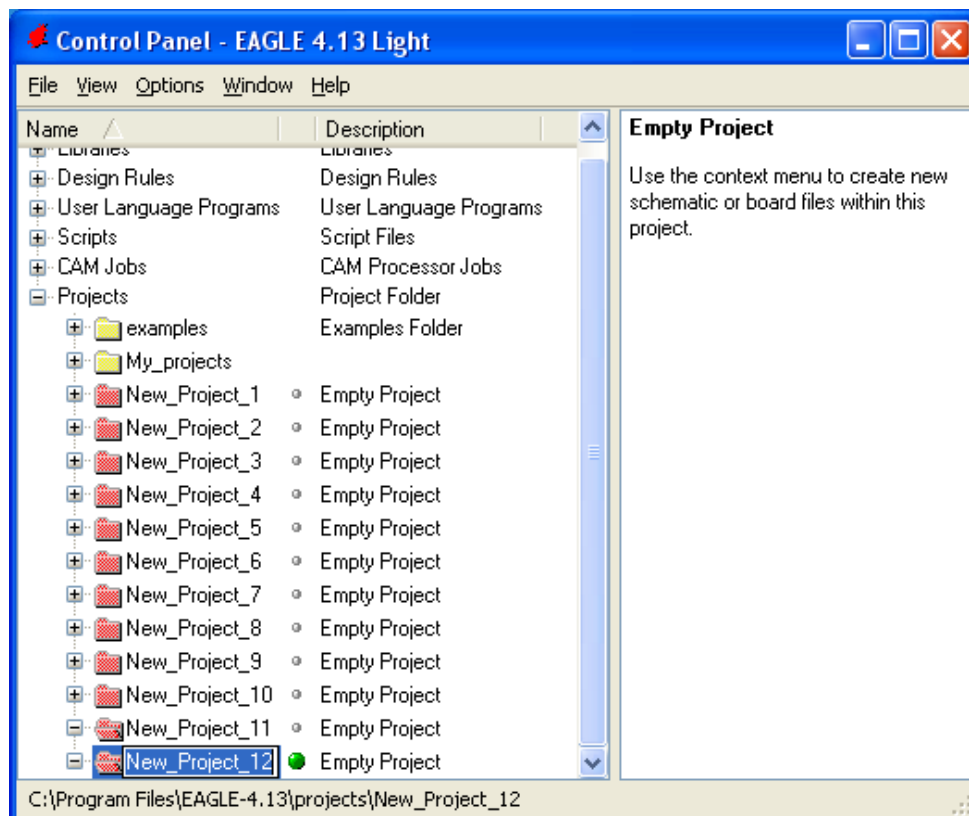 Control Panel - EAGLE 4.13 Light
File View Options Window Help
Name Description
Libraries Libraries
Design Rules Design Rules
User Language Programs User Language Programs
Scripts Script Files
CAM Jobs CAM Processor Jobs
Projects Project Folder
examples Examples Folder
My_projects
New_Project_1 Empty Project
New_Project_2 Empty Project
New_Project_3 Empty Project
New_Project_4 Empty Project
New_Project_5 Empty Project
New_Project_6 Empty Project
New_Project_7 Empty Project
New_Project_8 Empty Project
New_Project_9 Empty Project
New_Project_10 Empty Project
New_Project_11 Empty Project
New_Project_12 Empty Project
Empty Project
Use the context menu to create new
schematic or board files within this
project.
C:\Program Files\EAGLE-4.13\projects\New_Project_12